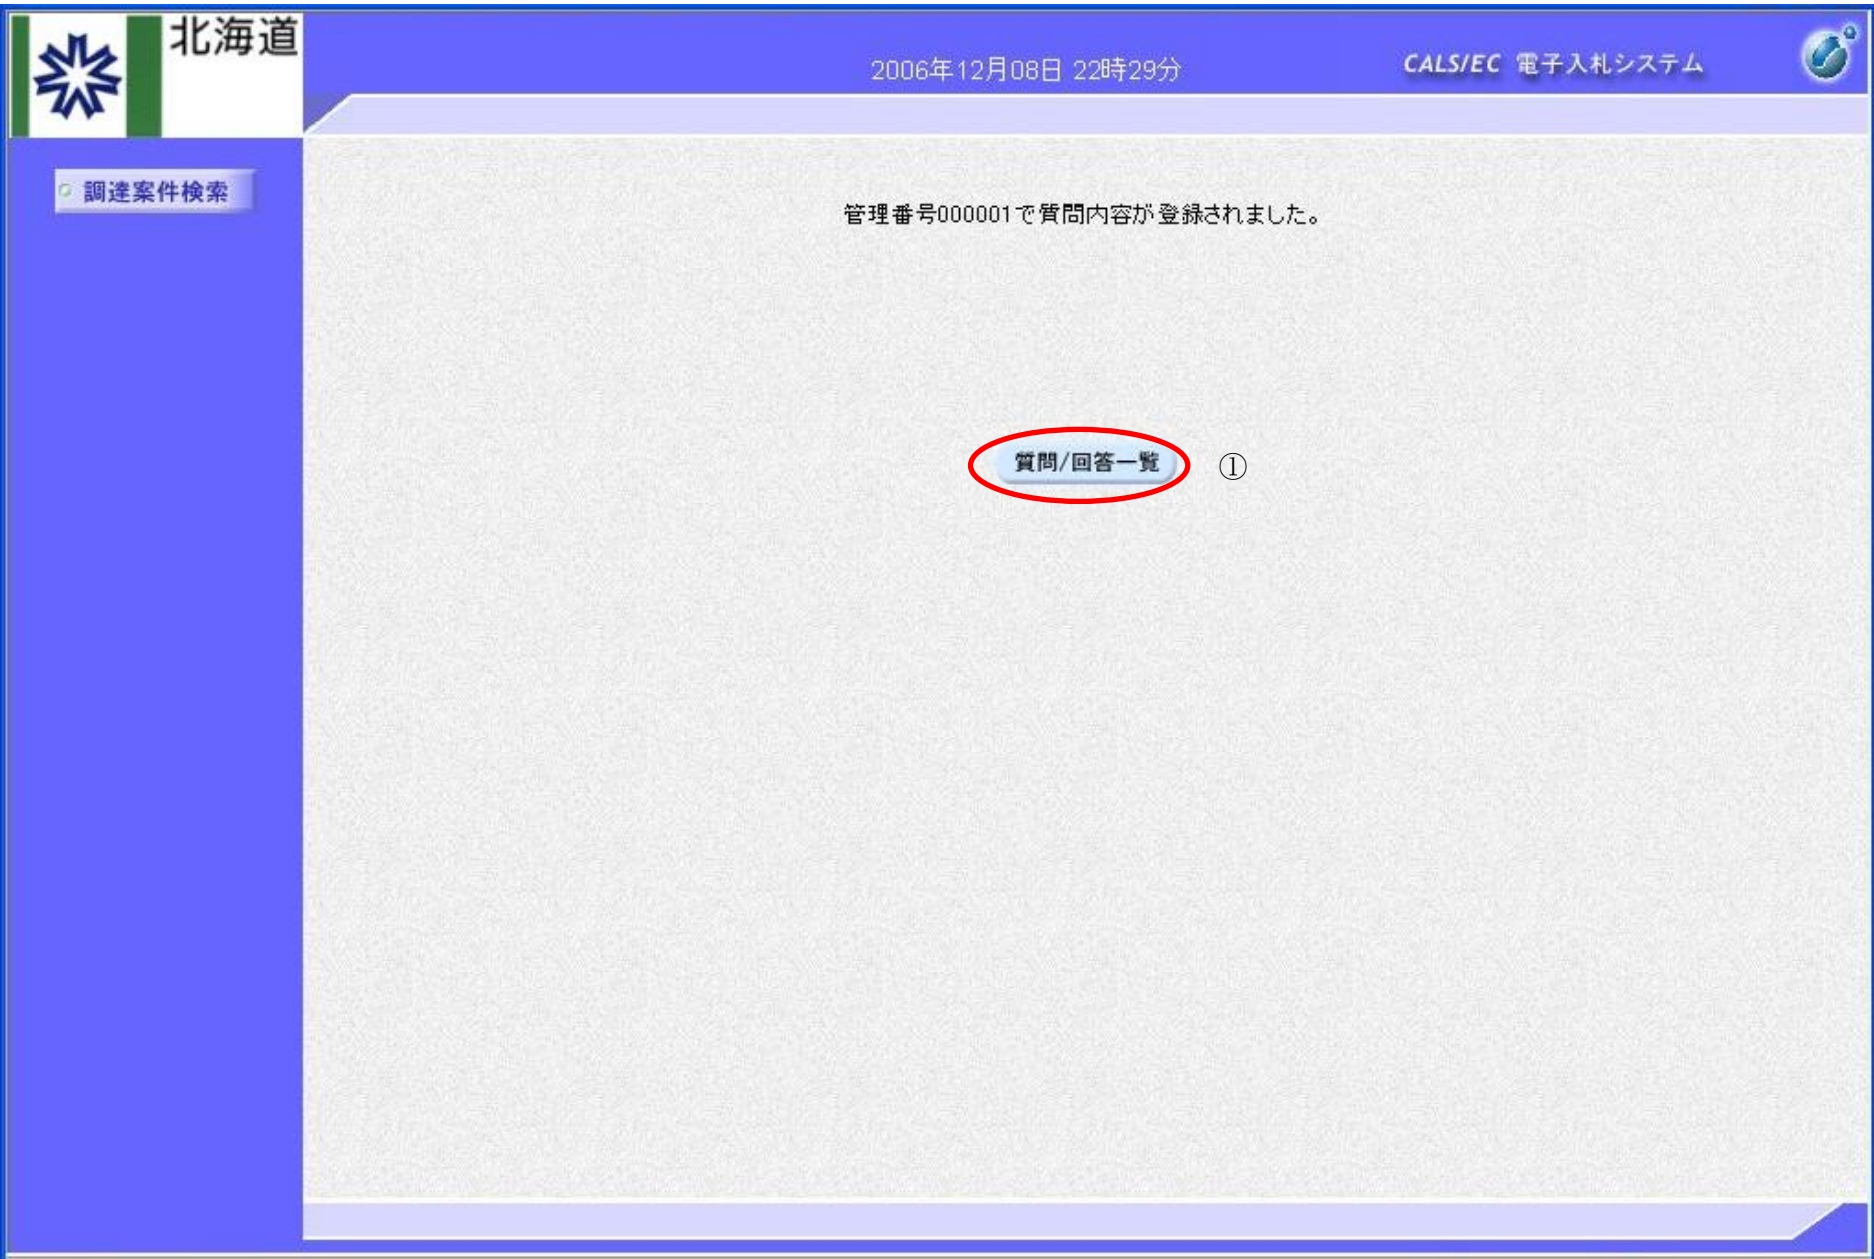 北海道
2006年12月08日 22時29分
CALS/EC 電子入札システム
調達案件検索
管理番号000001で質問内容が登録されました。
質問/回答一覧 ①